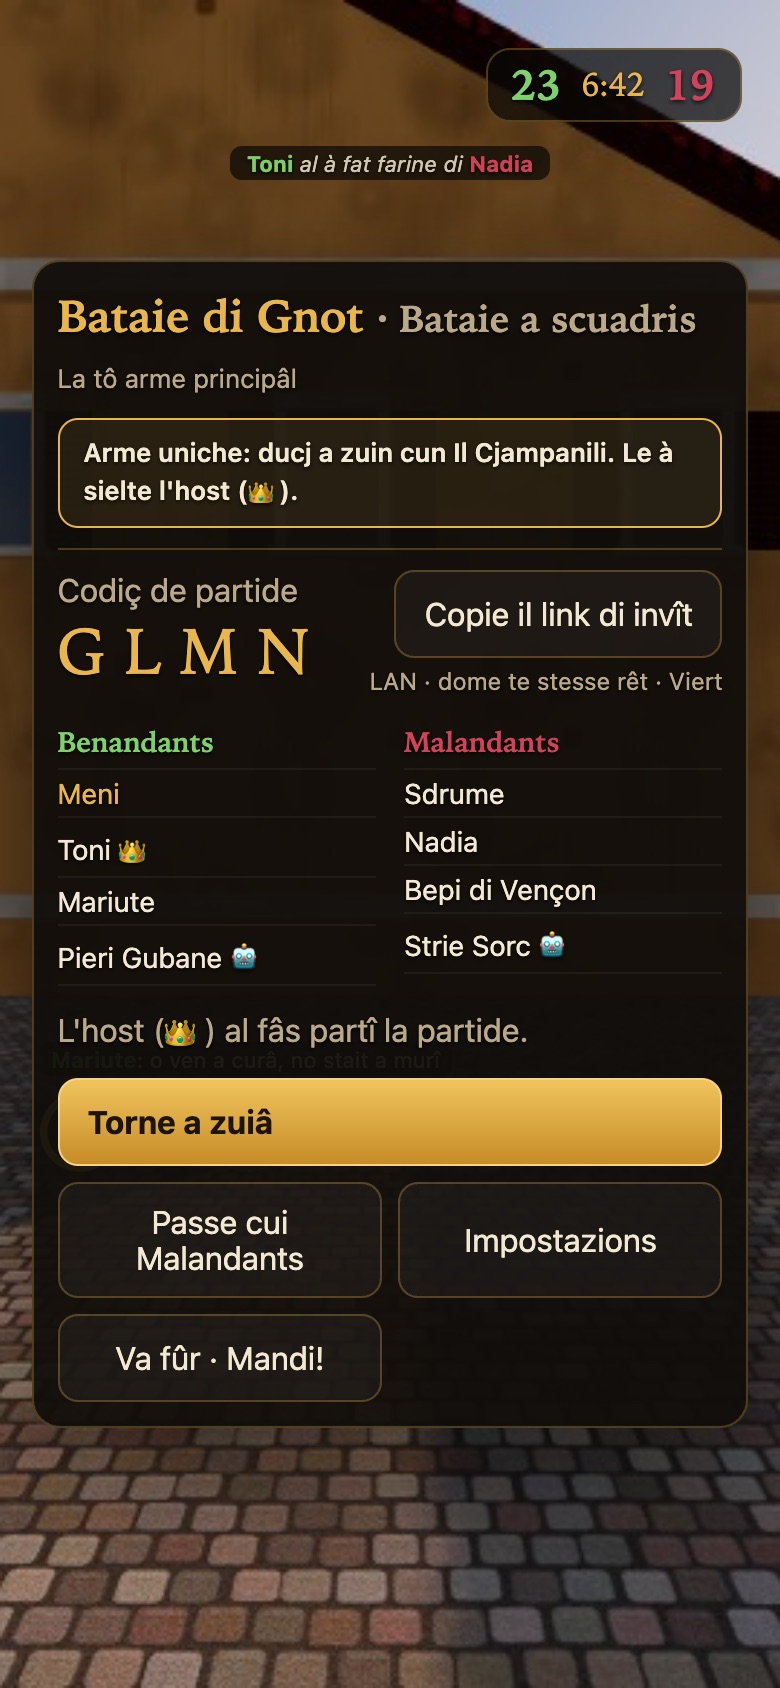 23 6:42 19
Toni al à fat farine di Nadia
Bataie di Gnot · Bataie a scuadris
La tô arme principâl
Arme uniche: ducj a zuin cun Il Cjampanili. Le à
sielte l'host (👑).
Codiç de partide
GLMN
Copie il link di invît
LAN · dome te stesse rêt · Viert
Benandants
Meni
Toni 👑
Mariute
Pieri Gubane 🤖
Malandants
Sdrume
Nadia
Bepi di Vençon
Strie Sorc 🤖
L'host (👑) al fâs partî la partide.
Mariute: o ven a curâ, no stait a murî
Torne a zuiâ
Passe cui
Malandants
Impostazions
Va fûr · Mandi!